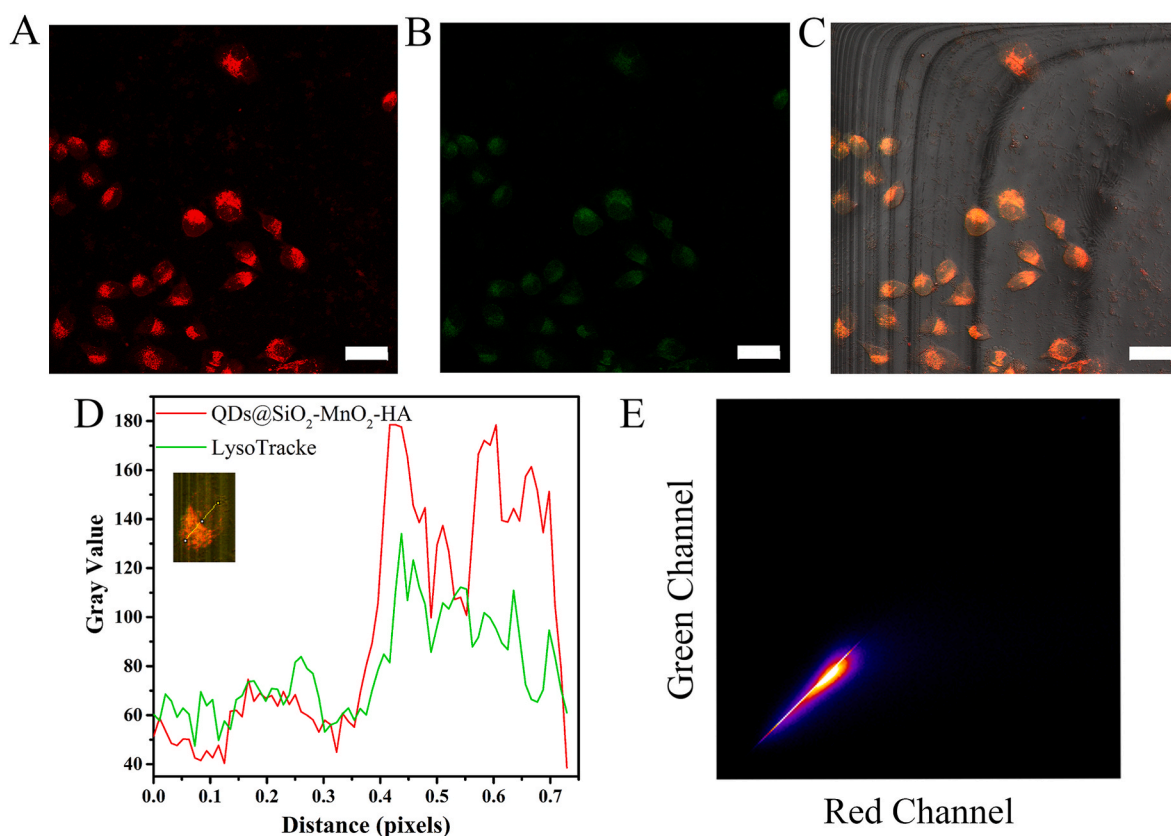 A
B
C
D
QDs@SiO₂-MnO₂-HA
LysoTracke
180
160
140
120
100
80
60
40
Gray Value
0.0 0.1 0.2 0.3 0.4 0.5 0.6 0.7
Distance (pixels)
E
Green Channel
Red Channel